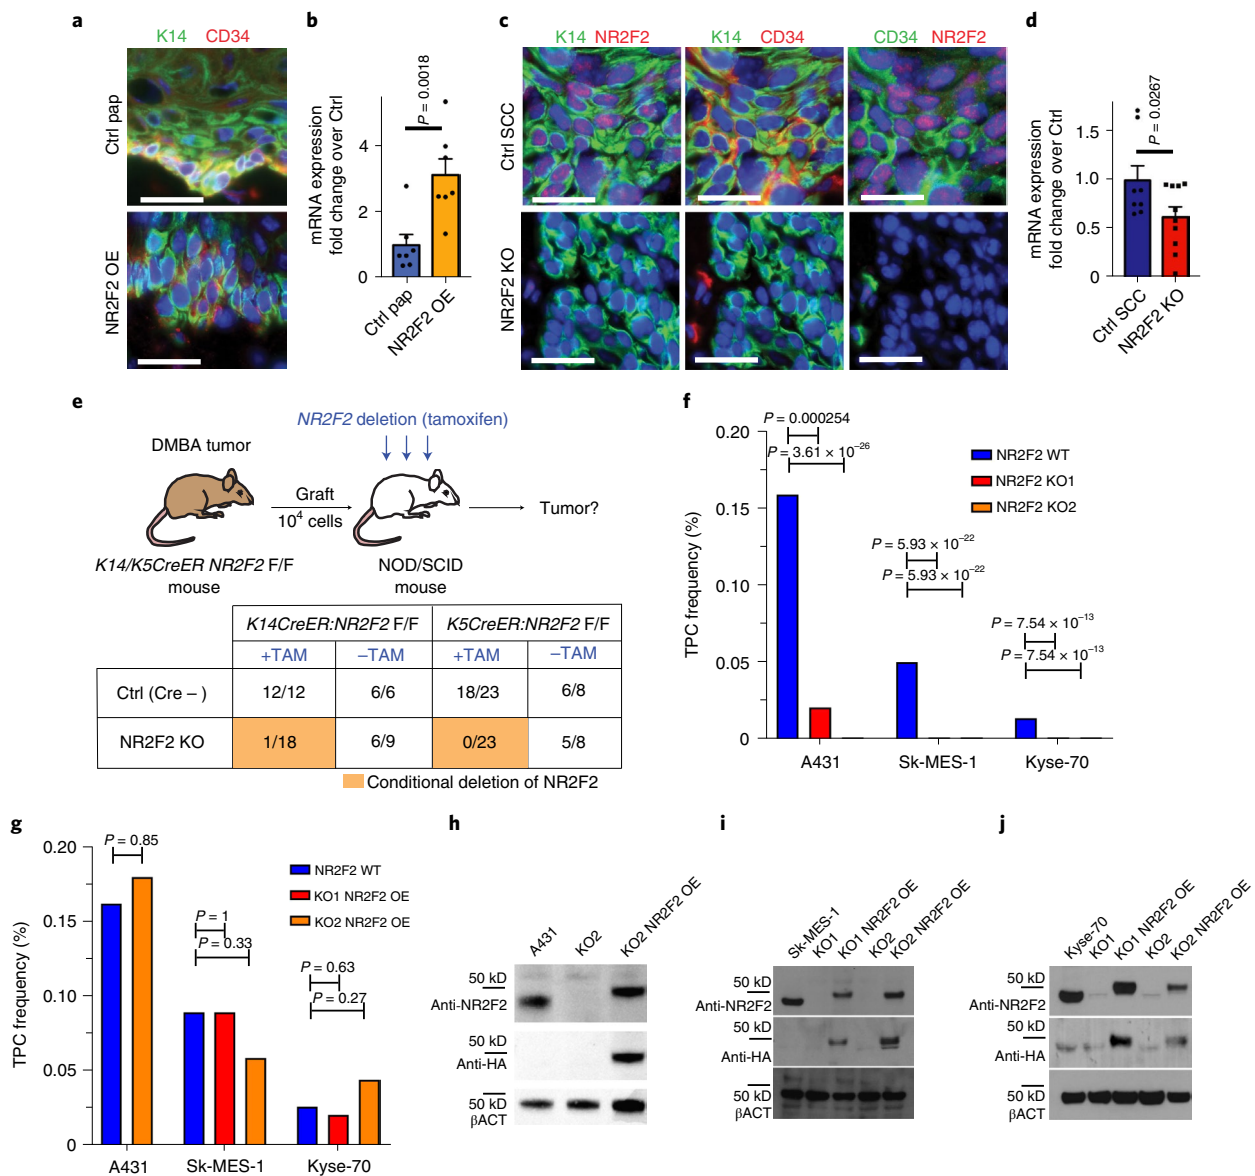 a
K14 CD34
Ctrl pap
NR2F2 OE
b
mRNA expression
fold change over Ctrl
P = 0.0018
4
2
0
Ctrl pap
NR2F2 OE
c
K14 NR2F2
K14 CD34
CD34 NR2F2
Ctrl SCC
NR2F2 KO
d
mRNA expression
fold change over Ctrl
P = 0.0267
1.5
1.0
0.5
0
Ctrl SCC
NR2F2 KO
e
NR2F2 deletion (tamoxifen)
DMBA tumor
Graft
10⁴ cells
Tumor?
K14/K5CreER NR2F2 F/F
mouse
NOD/SCID
mouse
K14CreER:NR2F2 F/F K5CreER:NR2F2 F/F
+TAM –TAM +TAM –TAM
Ctrl (Cre –) 12/12 6/6 18/23 6/8
NR2F2 KO 1/18 6/9 0/23 5/8
Conditional deletion of NR2F2
f
TPC frequency (%)
0.20
0.15
0.10
0.05
0
P = 0.000254
P = 3.61 × 10⁻²⁶
P = 5.93 × 10⁻²²
P = 5.93 × 10⁻²²
P = 7.54 × 10⁻¹³
P = 7.54 × 10⁻¹³
NR2F2 WT
NR2F2 KO1
NR2F2 KO2
A431 Sk-MES-1 Kyse-70
g
TPC frequency (%)
0.20
0.15
0.10
0.05
0
P = 0.85
P = 1
P = 0.33
P = 0.63
P = 0.27
NR2F2 WT
KO1 NR2F2 OE
KO2 NR2F2 OE
A431 Sk-MES-1 Kyse-70
h
A431
KO2
KO2 NR2F2 OE
50 kD
Anti-NR2F2
50 kD
Anti-HA
50 kD
βACT
i
Sk-MES-1
KO1
KO1 NR2F2 OE
KO2
KO2 NR2F2 OE
50 kD
Anti-NR2F2
50 kD
Anti-HA
50 kD
βACT
j
Kyse-70
KO1
KO1 NR2F2 OE
KO2
KO2 NR2F2 OE
50 kD
Anti-NR2F2
50 kD
Anti-HA
50 kD
βACT